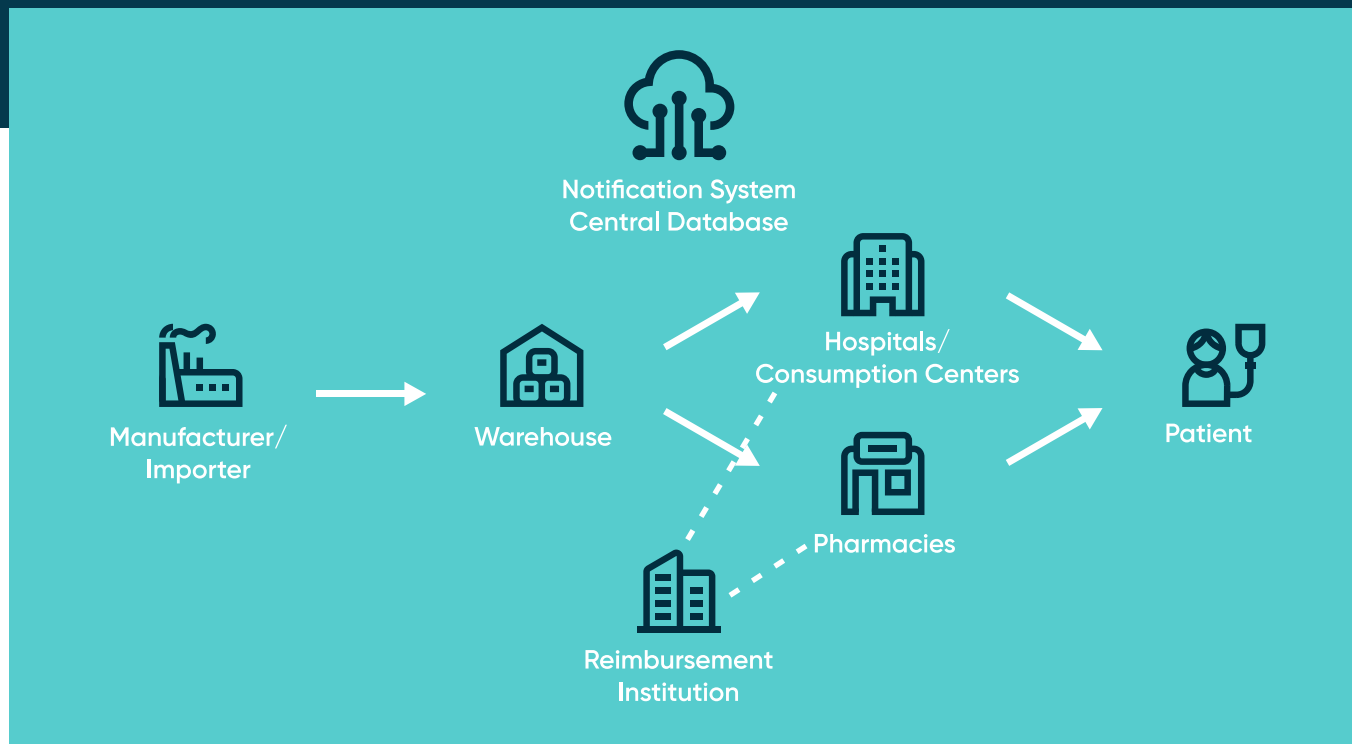 Notification System
Central Database
Hospitals/
Consumption Centers
Manufacturer/
Importer
Warehouse
Patient
Pharmacies
Reimbursement
Institution